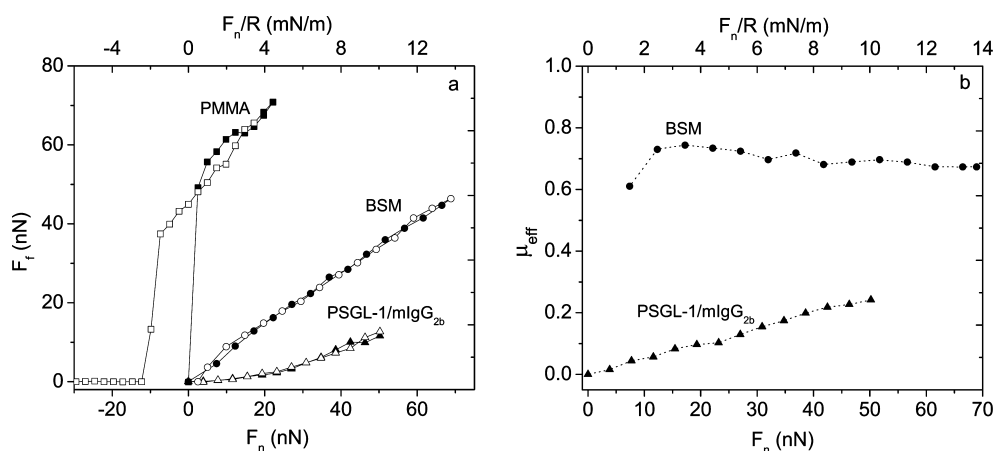 Fn/R (mN/m)
-4 0 4 8 12
80
60
40
20
0
Ff (nN)
a
PMMA
BSM
PSGL-1/mIgG2b
-20 0 20 40 60
Fn (nN)
Fn/R (mN/m)
0 2 4 6 8 10 12 14
1.0
0.8
0.6
0.4
0.2
0.0
μeff
b
BSM
PSGL-1/mIgG2b
0 10 20 30 40 50 60 70
Fn (nN)